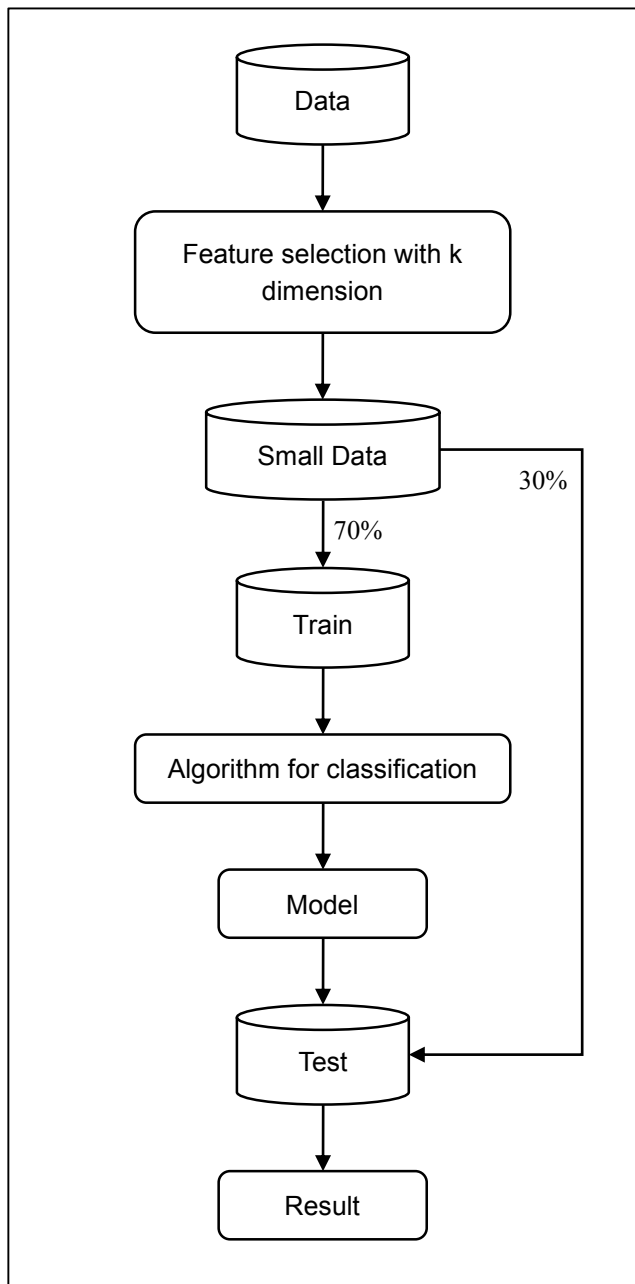 Data
Feature selection with k
dimension
Small Data
30%
70%
Train
Algorithm for classification
Model
Test
Result